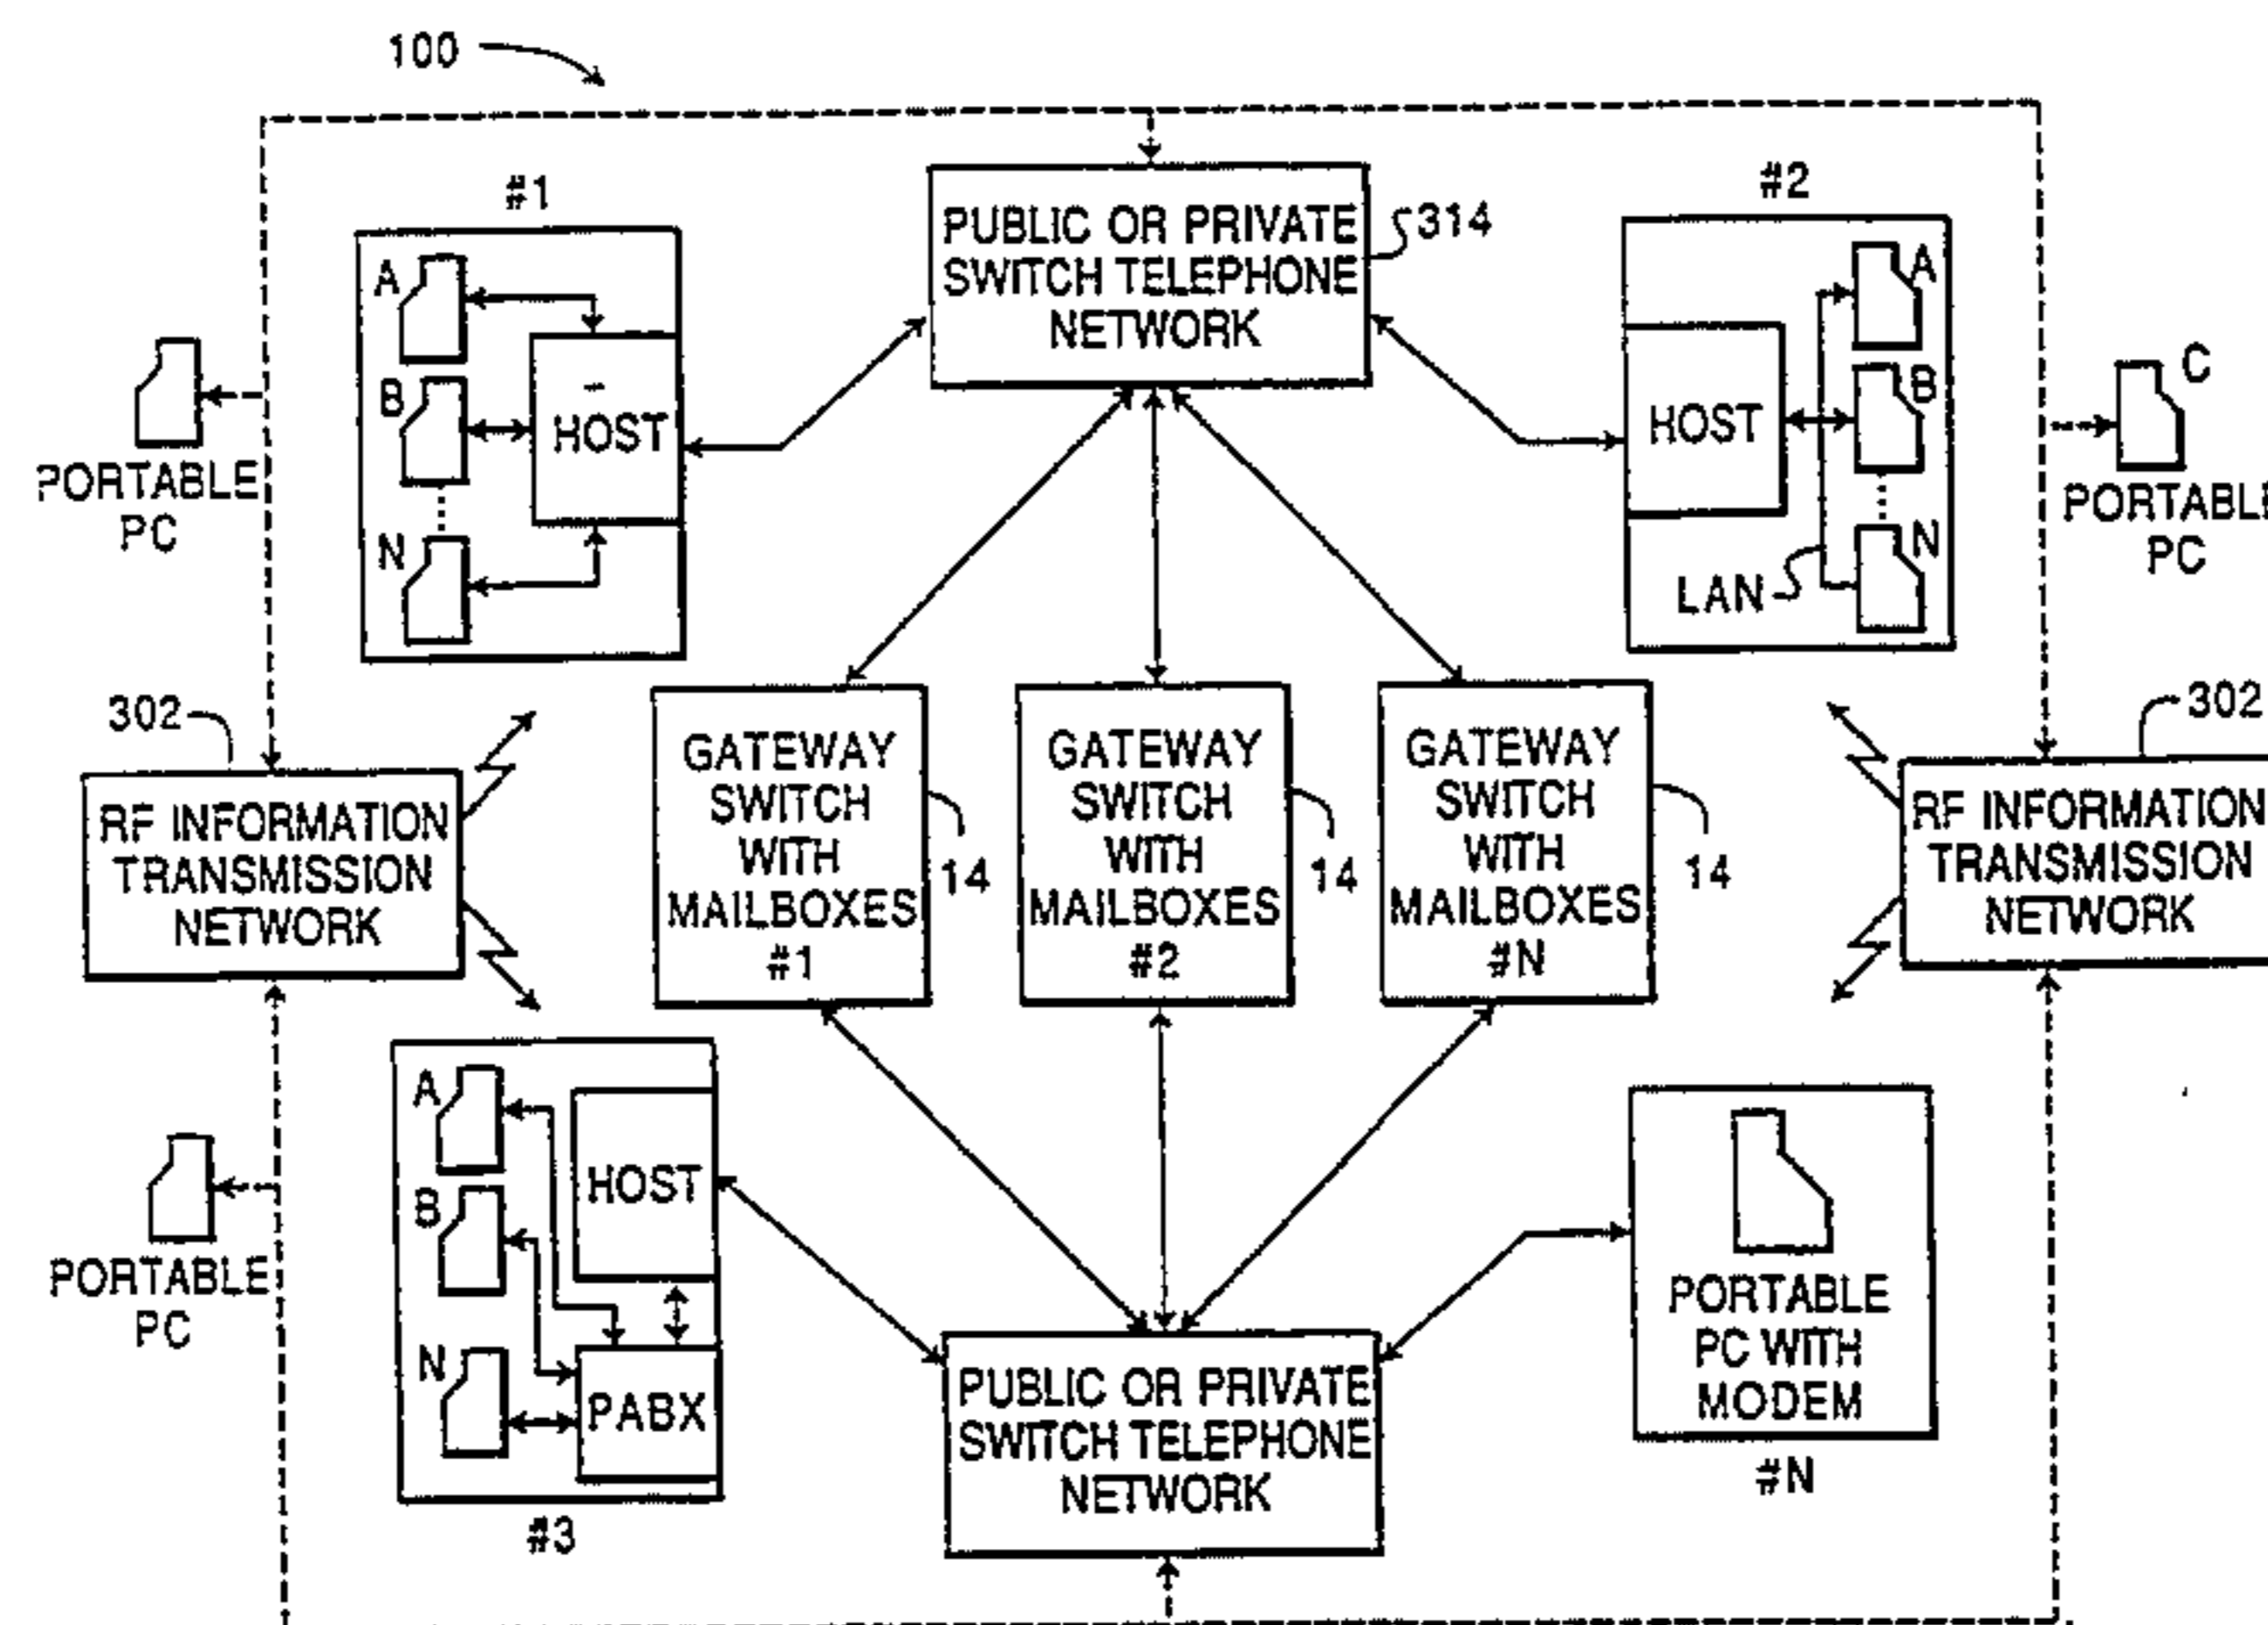 100
#1
PUBLIC OR PRIVATE
SWITCH TELEPHONE
NETWORK
314
#2
A
B
N
HOST
HOST
A
B
N
LAN
PORTABLE
PC
C
PORTABLE
PC
302
RF INFORMATION
TRANSMISSION
NETWORK
GATEWAY
SWITCH
WITH
MAILBOXES
#1
14
GATEWAY
SWITCH
WITH
MAILBOXES
#2
14
GATEWAY
SWITCH
WITH
MAILBOXES
#N
14
302
RF INFORMATION
TRANSMISSION
NETWORK
PORTABLE
PC
A
B
N
HOST
PABX
#3
PUBLIC OR PRIVATE
SWITCH TELEPHONE
NETWORK
PORTABLE
PC WITH
MODEM
#N